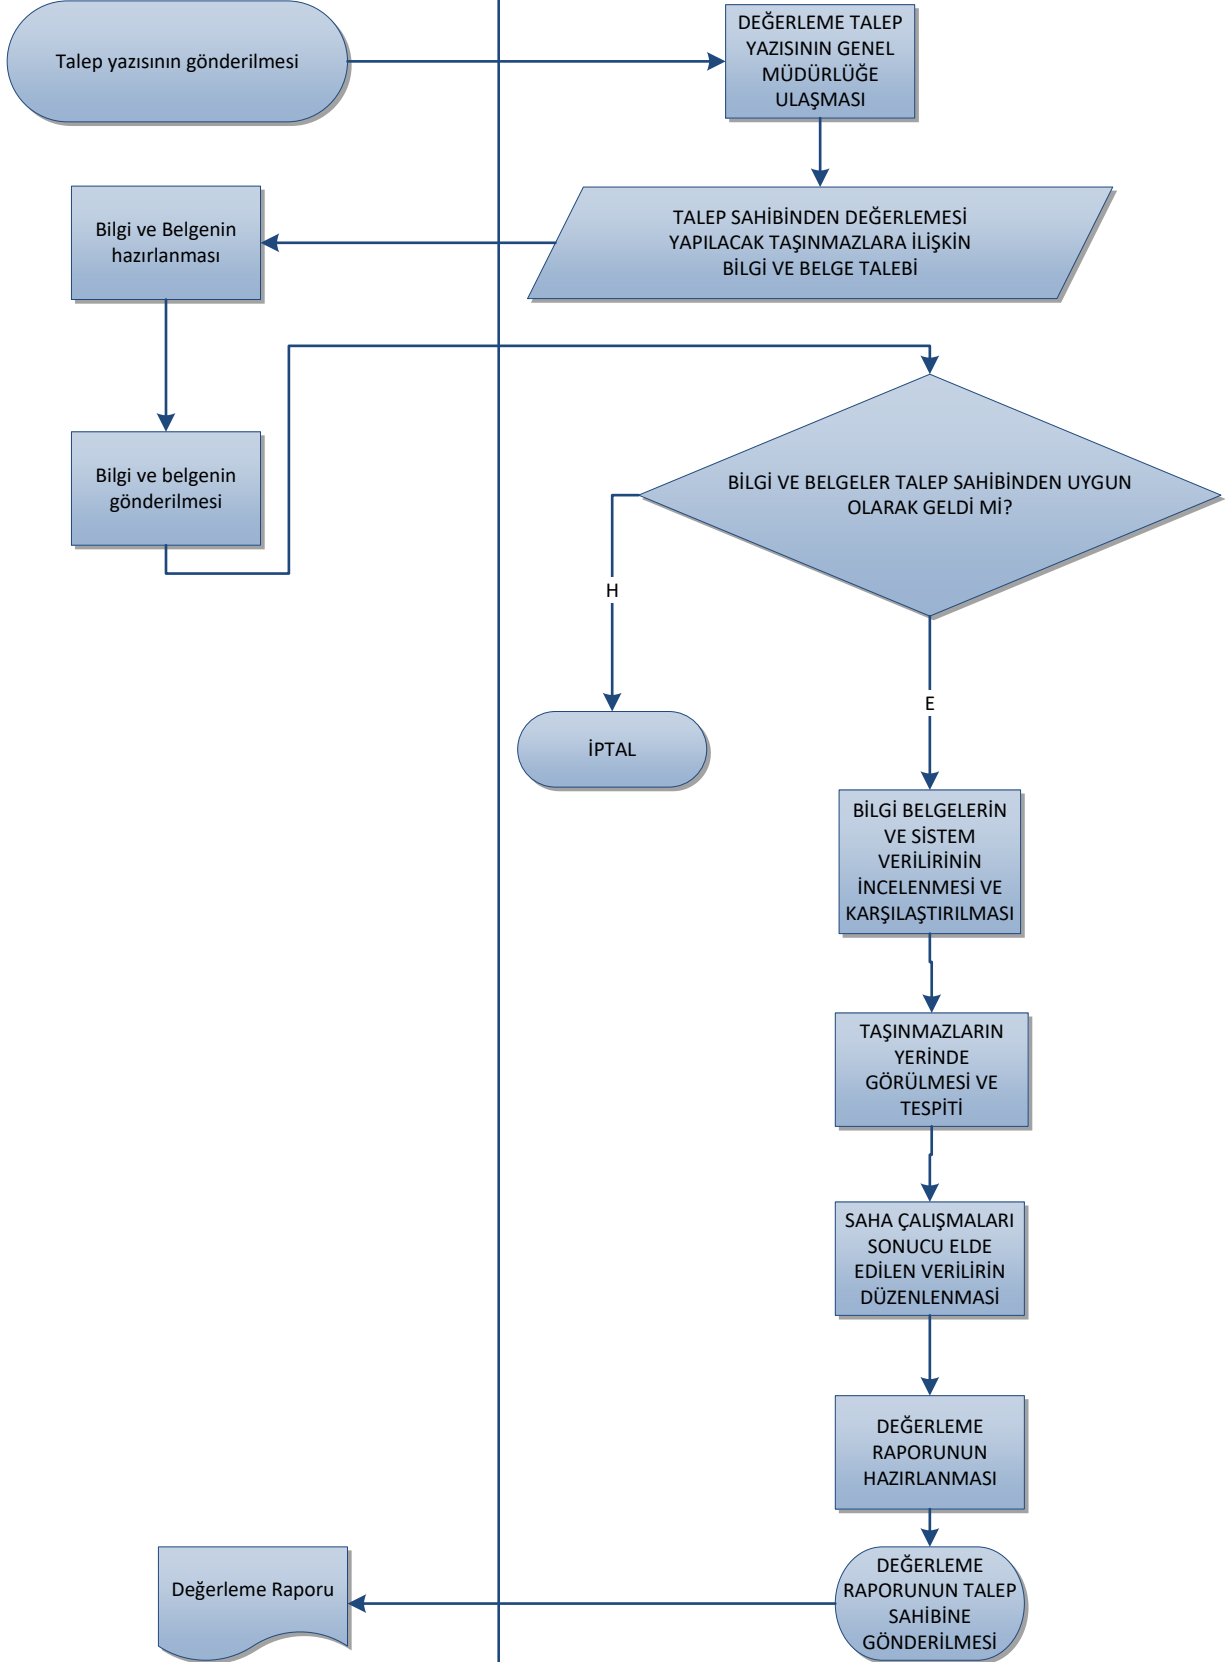 Talep yazısının gönderilmesi
DEĞERLEME TALEP
YAZISININ GENEL
MÜDÜRLÜĞE
ULAŞMASI
TALEP SAHİBİNDEN DEĞERLEMESİ
YAPILACAK TAŞINMAZLARA İLİŞKİN
BİLGİ VE BELGE TALEBİ
Bilgi ve Belgenin
hazırlanması
Bilgi ve belgenin
gönderilmesi
BİLGİ VE BELGELER TALEP SAHİBİNDEN UYGUN
OLARAK GELDİ Mİ?
H
E
İPTAL
BİLGİ BELGELERİN
VE SİSTEM
VERİLİRİNİN
İNCELENMESİ VE
KARŞILAŞTIRILMASI
TAŞINMAZLARIN
YERİNDE
GÖRÜLMESİ VE
TESPİTİ
SAHA ÇALIŞMALARI
SONUCU ELDE
EDİLEN VERİLİRİN
DÜZENLENMASİ
DEĞERLEME
RAPORUNUN
HAZIRLANMASI
DEĞERLEME
RAPORUNUN TALEP
SAHİBİNE
GÖNDERİLMESİ
Değerleme Raporu